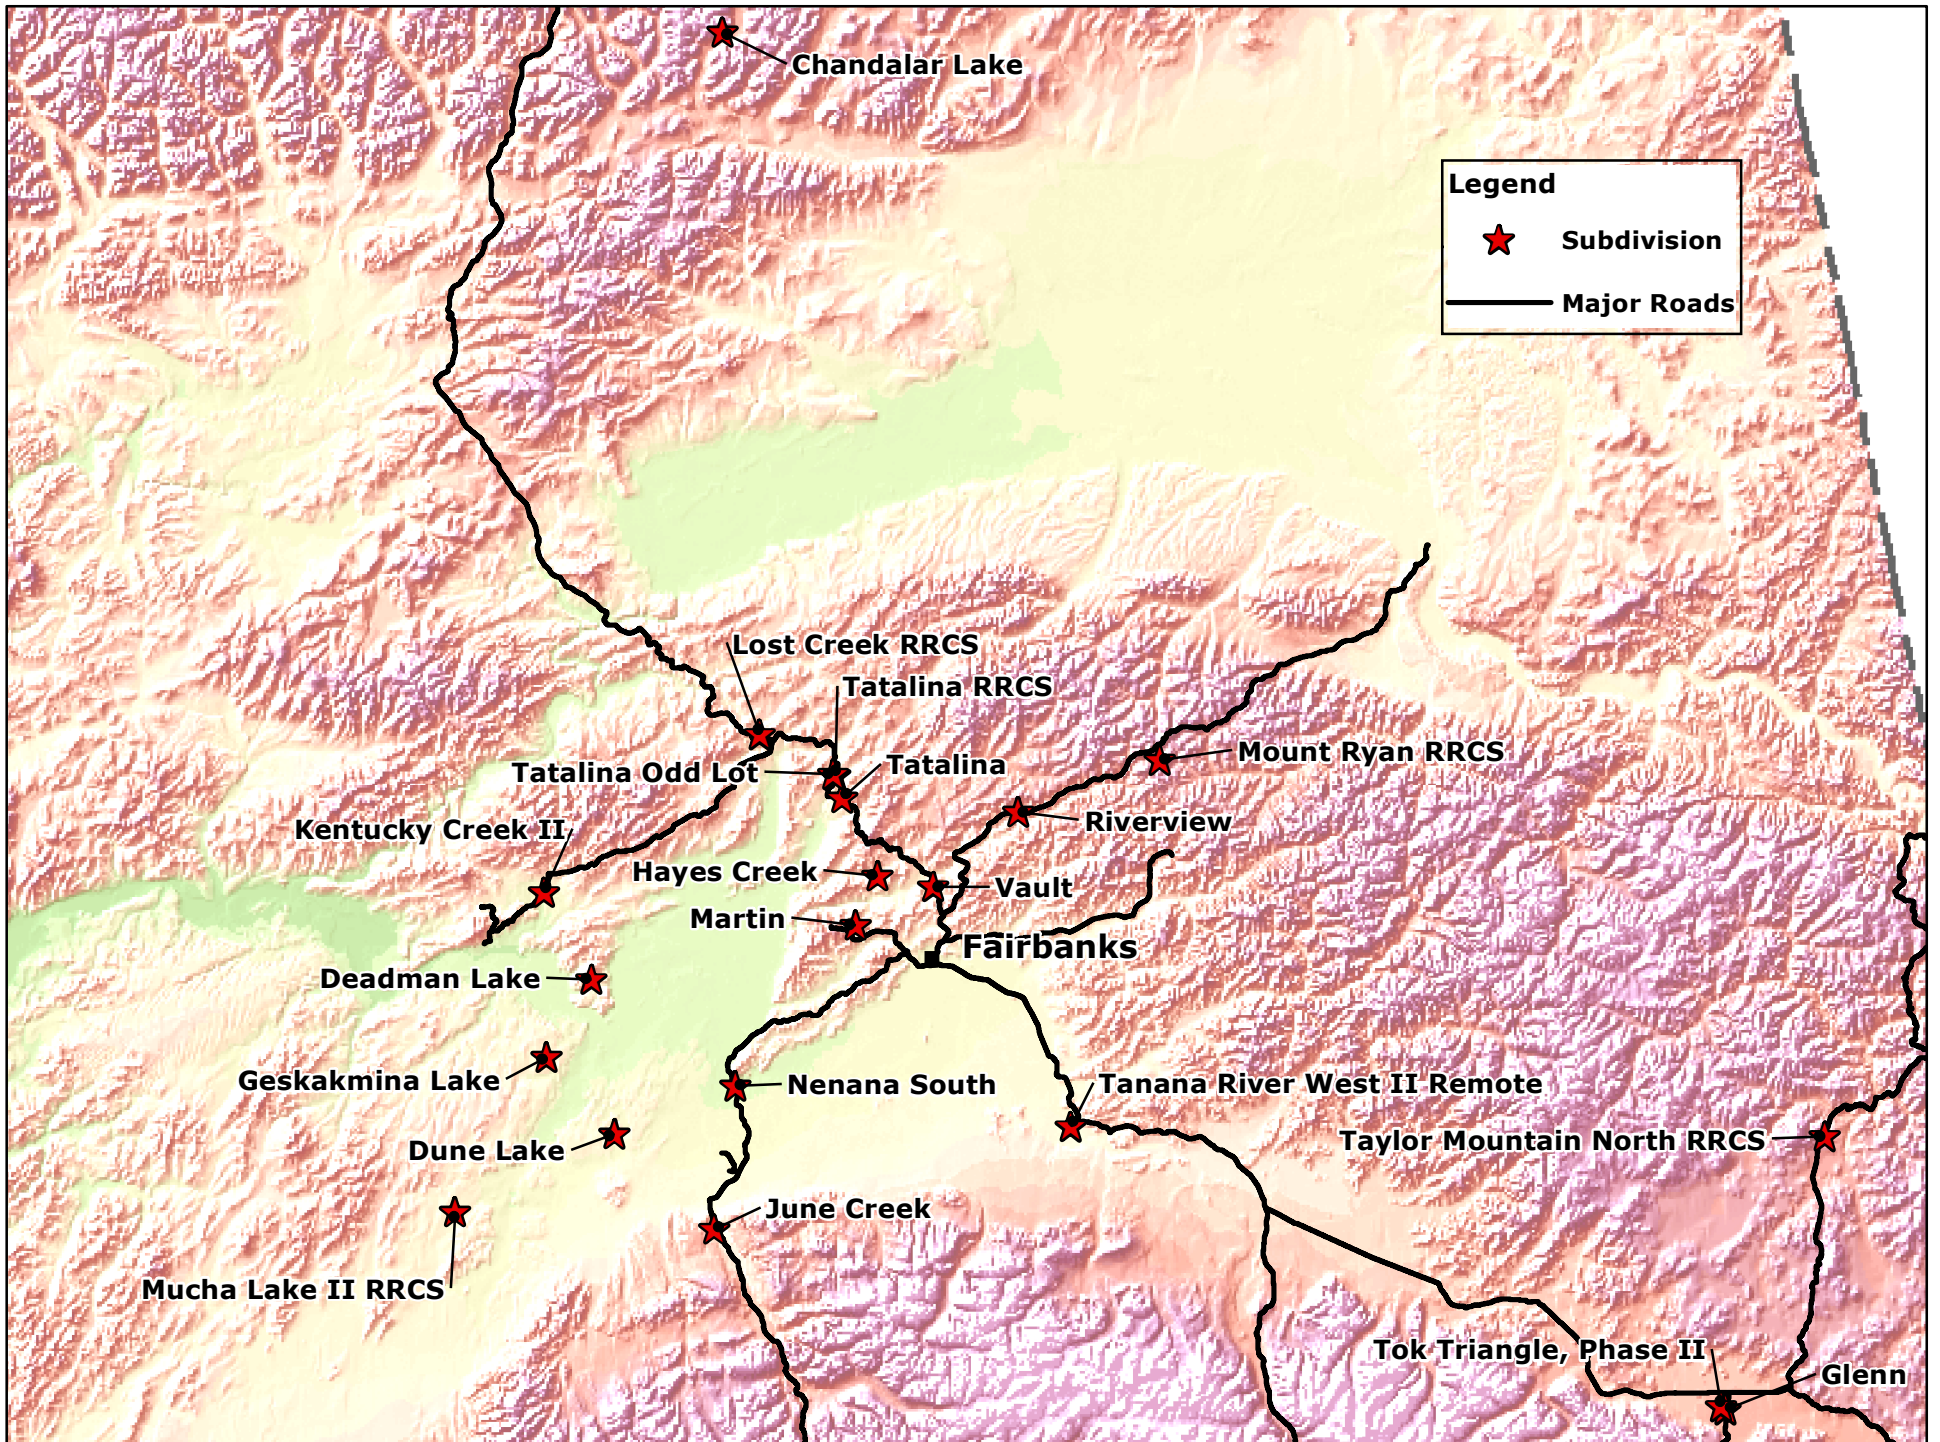 Chandalar Lake
Legend
Subdivision
Major Roads
Lost Creek RRCS
Tatalina RRCS
Mount Ryan RRCS
Tatalina Odd Lot
Tatalina
Riverview
Kentucky Creek II
Hayes Creek
Vault
Martin
Fairbanks
Deadman Lake
Geskakmina Lake
Nenana South
Tanana River West II Remote
Taylor Mountain North RRCS
Dune Lake
June Creek
Mucha Lake II RRCS
Tok Triangle, Phase II
Glenn